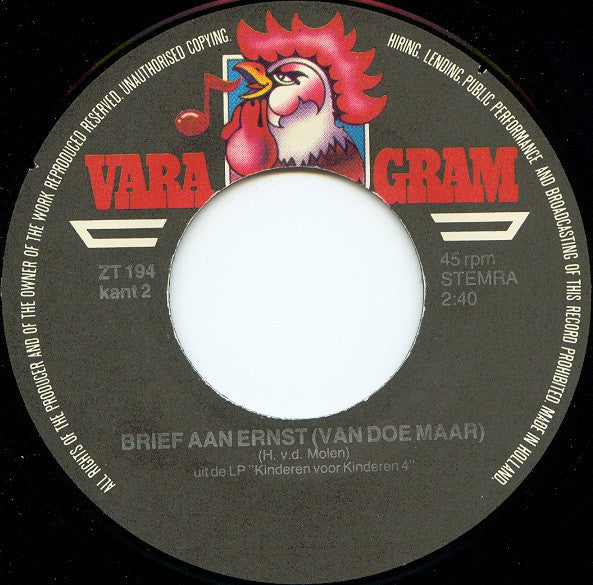 ALL RIGHTS OF THE PRODUCER AND OF THE OWNER OF THE WORK REPRODUCED RESERVED. UNAUTHORISED COPYING.
HIRING, LENDING PUBLIC PERFORMANCE AND BROADCASTING OF THIS RECORD PROHIBITED. MADE IN HOLLAND.
VARA GRAM
ZT 194
kant 2
45 rpm
STEMRA
2:40
BRIEF AAN ERNST (VAN DOE MAAR)
(H. v.d. Molen)
uit de LP "Kinderen voor Kinderen 4"